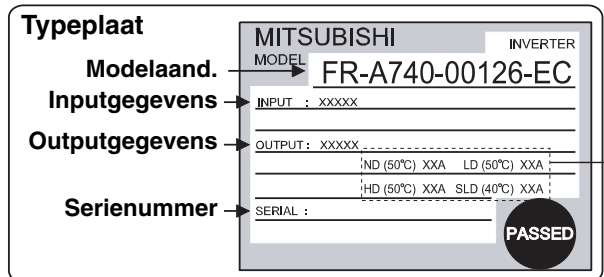 Typeplaat
MITSUBISHI INVERTER
Modelaand. MODEL FR-A740-00126-EC
Inputgegevens INPUT : XXXXX
Outputgegevens OUTPUT : XXXXX
ND (50°C) XXA LD (50°C) XXA
HD (50°C) XXA SLD (40°C) XXA
Serienummer SERIAL :
PASSED